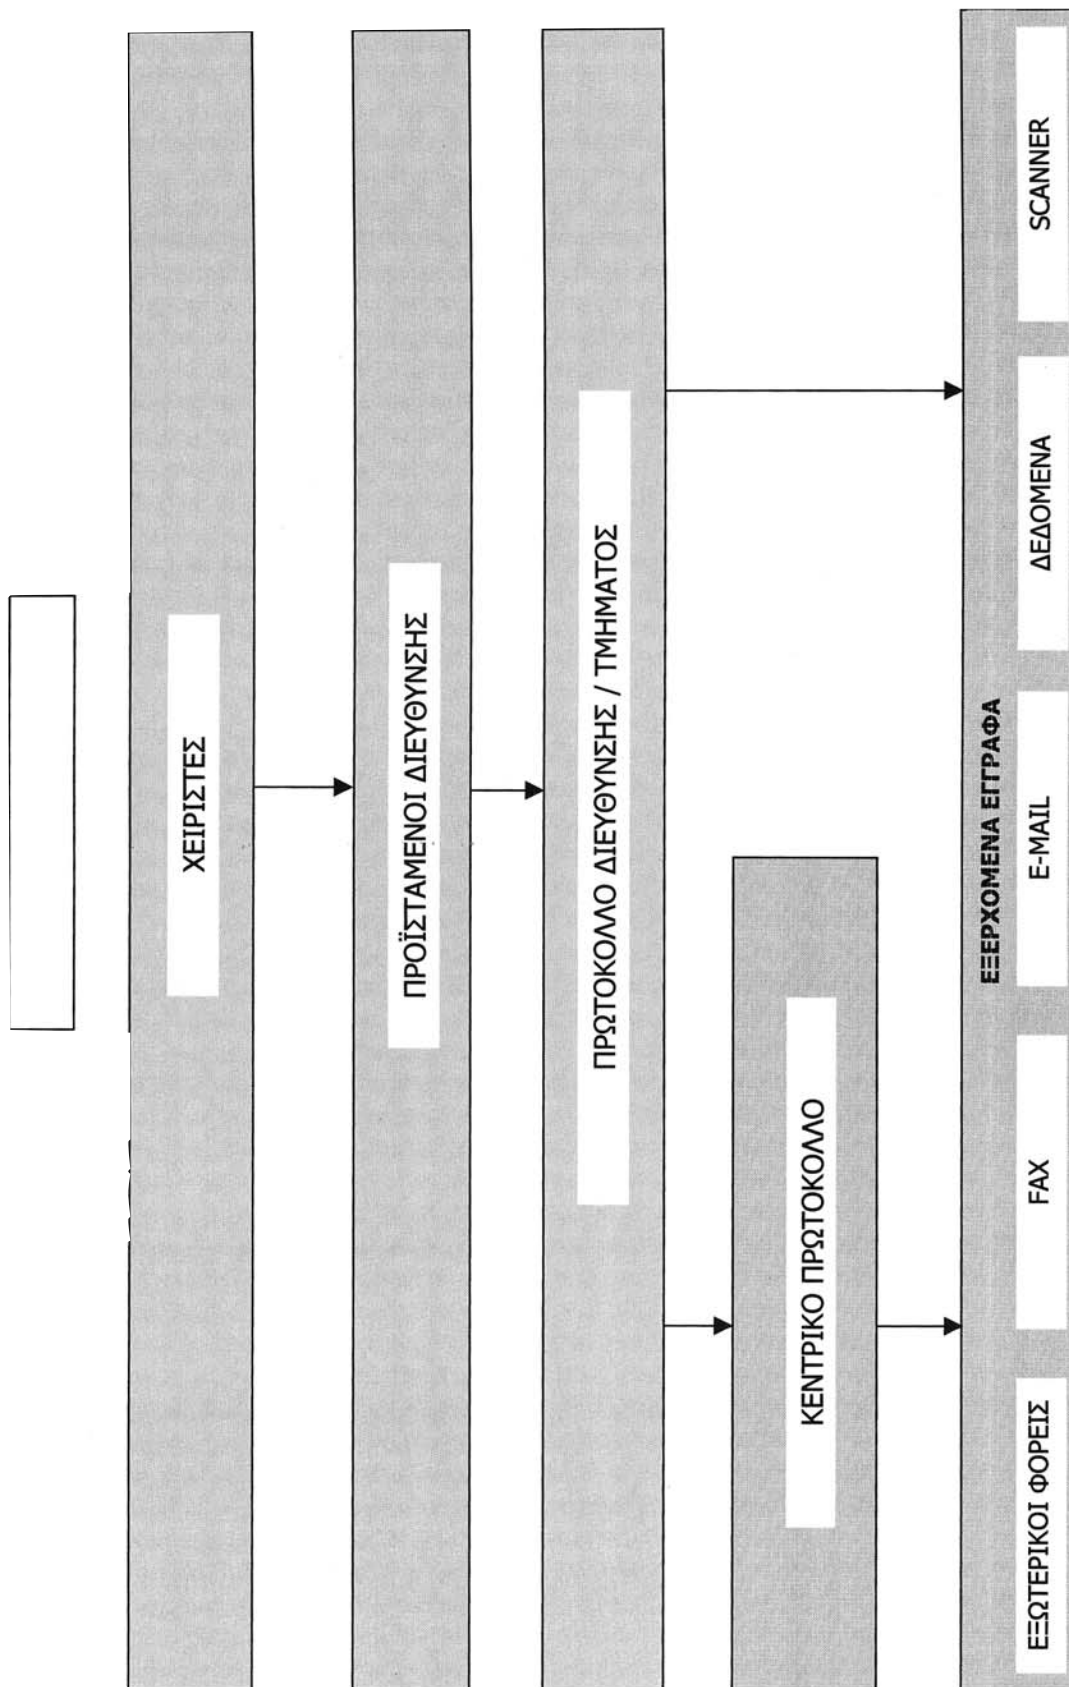 ΧΕΙΡΙΣΤΕΣ
ΠΡΟΪΣΤΑΜΕΝΟΙ ΔΙΕΥΘΥΝΣΗΣ
ΠΡΩΤΟΚΟΛΛΟ ΔΙΕΥΘΥΝΣΗΣ / ΤΜΗΜΑΤΟΣ
ΚΕΝΤΡΙΚΟ ΠΡΩΤΟΚΟΛΛΟ
ΕΞΕΡΧΟΜΕΝΑ ΕΓΓΡΑΦΑ
ΕΞΩΤΕΡΙΚΟΙ ΦΟΡΕΙΣ
FAX
E-MAIL
ΔΕΔΟΜΕΝΑ
SCANNER